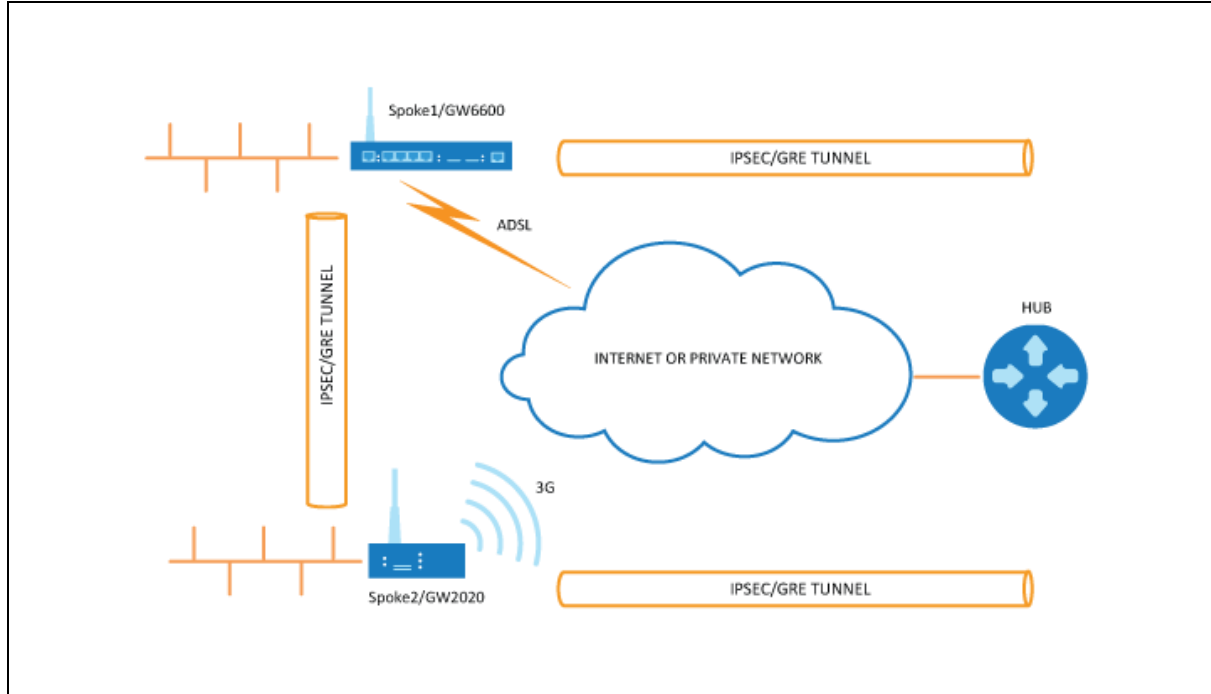 Spoke1/GW6600
IPSEC/GRE TUNNEL
ADSL
IPSEC/GRE TUNNEL
HUB
INTERNET OR PRIVATE NETWORK
3G
Spoke2/GW2020
IPSEC/GRE TUNNEL